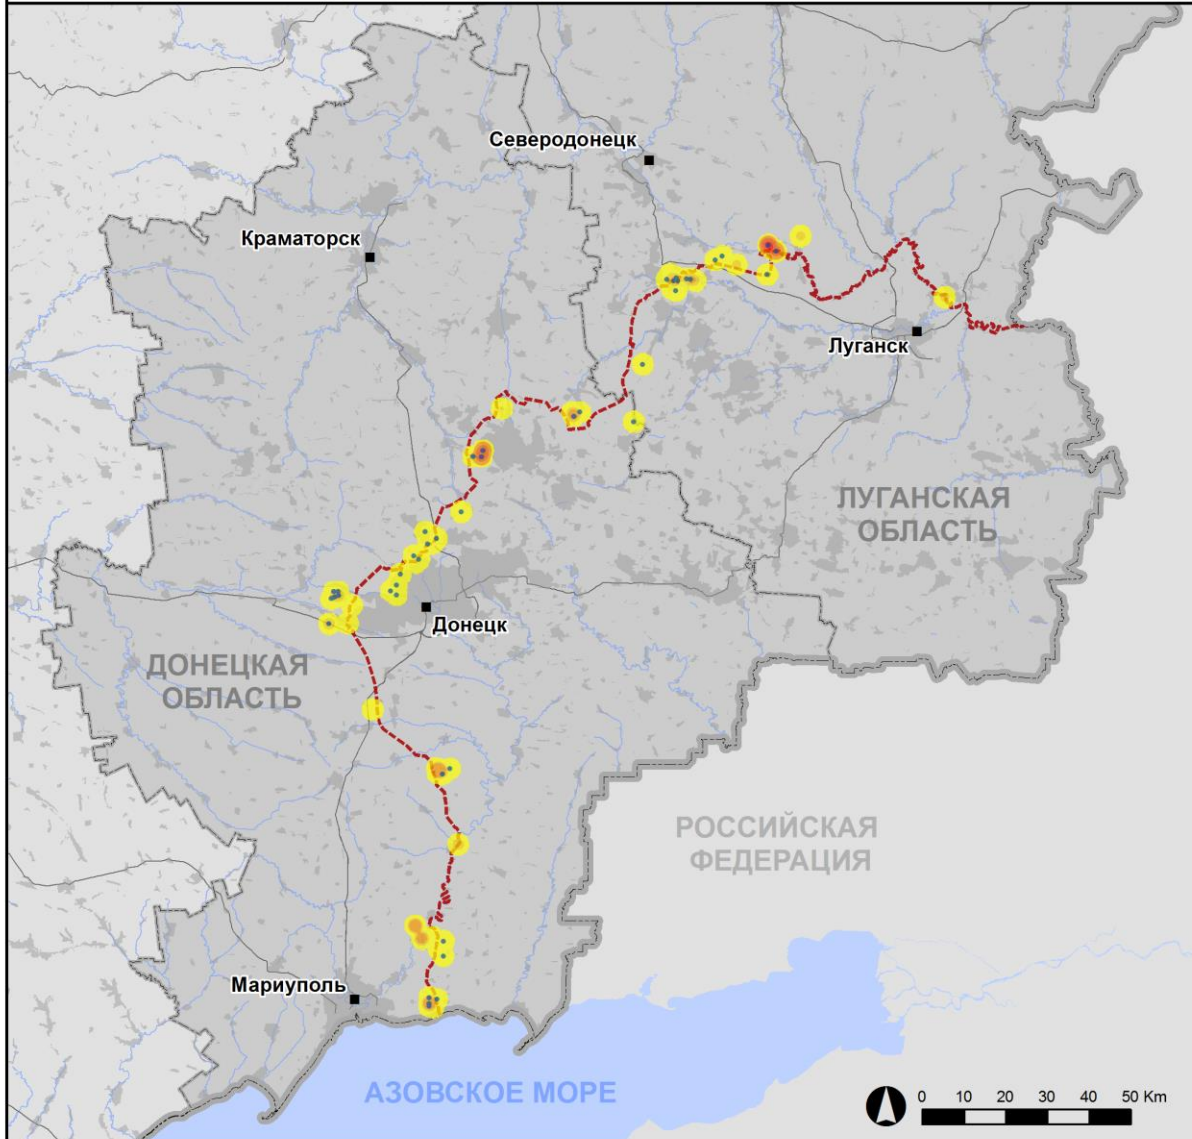 Северодонецк
Краматорск
Луганск
ЛУГАНСКАЯ
ОБЛАСТЬ
Донецк
ДОНЕЦКАЯ
ОБЛАСТЬ
РОССИЙСКАЯ
ФЕДЕРАЦИЯ
Мариуполь
АЗОВСКОЕ МОРЕ
0 10 20 30 40 50 Km